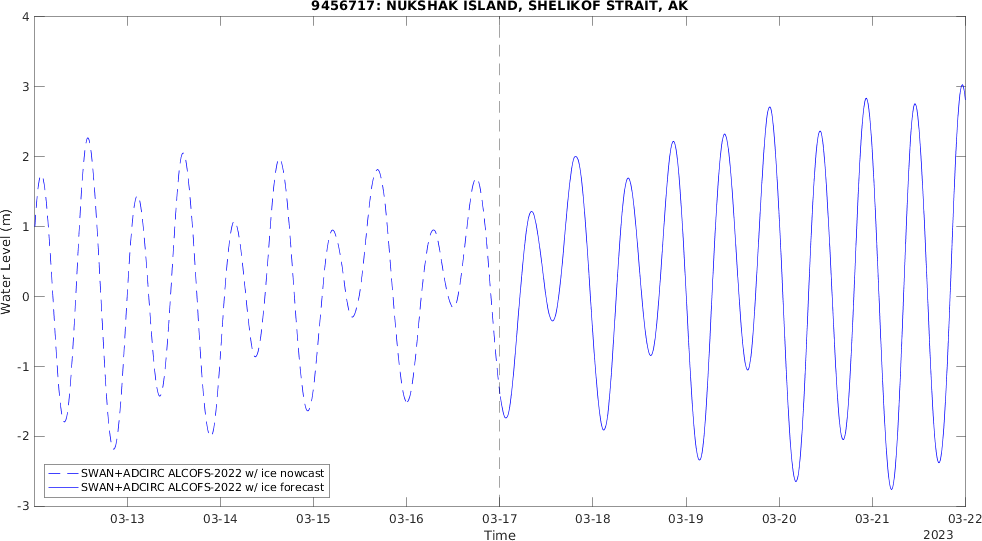 9456717: NUKSHAK ISLAND, SHELIKOF STRAIT, AK
4
3
2
1
0
-1
-2
-3
Water Level (m)
SWAN+ADCIRC ALCOFS-2022 w/ ice nowcast
SWAN+ADCIRC ALCOFS-2022 w/ ice forecast
03-13 03-14 03-15 03-16 03-17 03-18 03-19 03-20 03-21 03-22
Time
2023